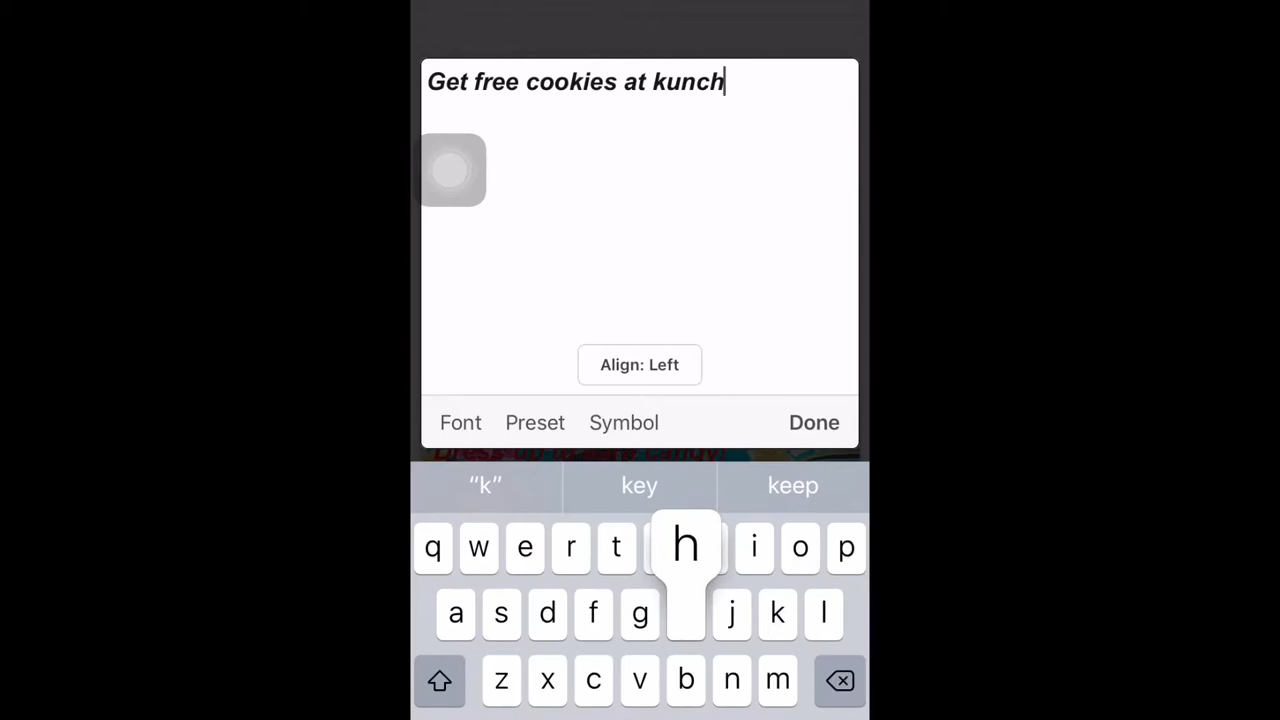 Get free cookies at kunch
Align: Left
Font Preset Symbol Done
“k” key keep
q w e r t h i o p
a s d f g j k l
z x c v b n m